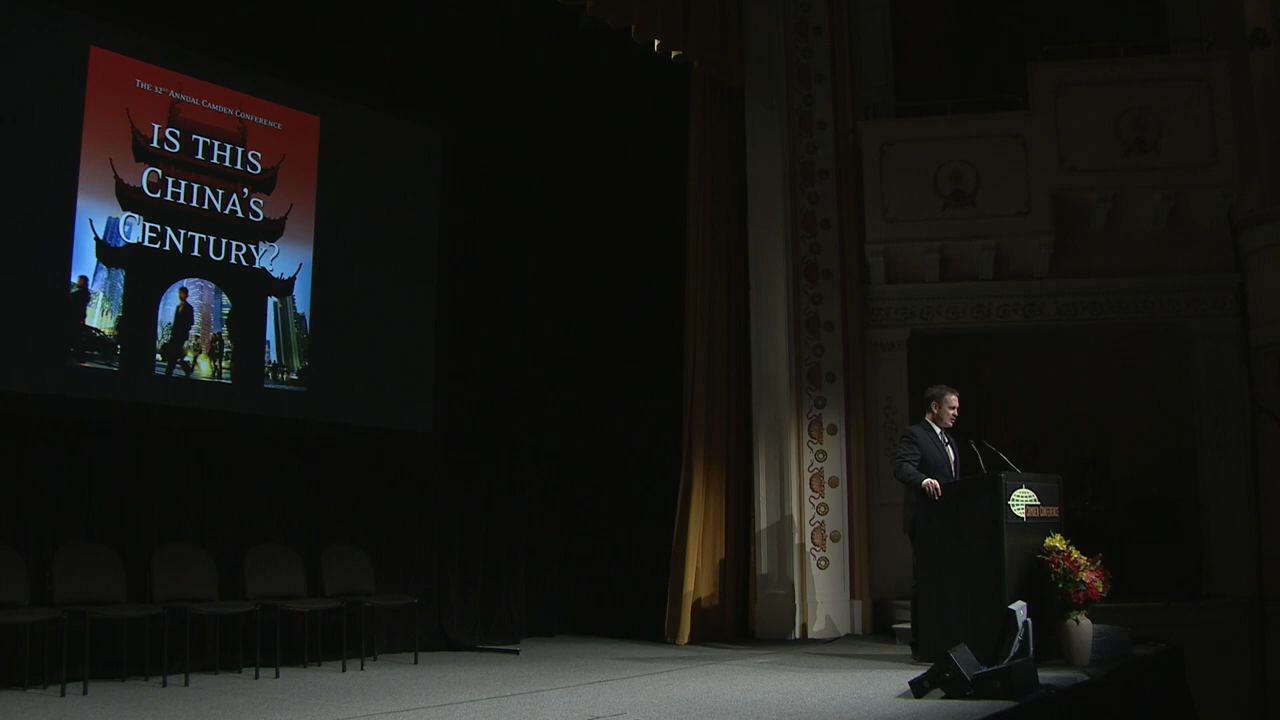 The 32nd Annual Camden Conference
Is This
China's
Century?
Camden Conference